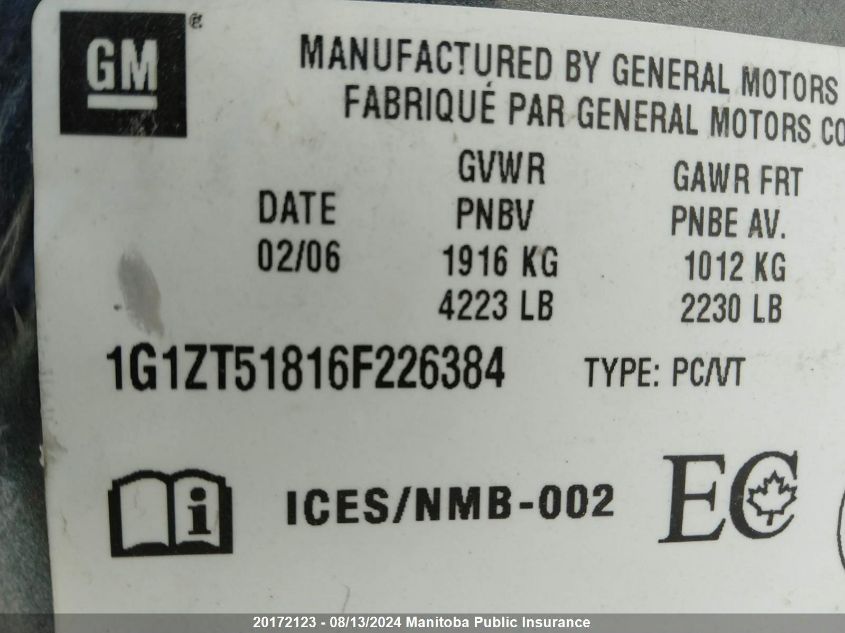 GM®
MANUFACTURED BY GENERAL MOTORS
FABRIQUÉ PAR GENERAL MOTORS CO
DATE
02/06
GVWR
PNBV
1916 KG
4223 LB
GAWR FRT
PNBE AV.
1012 KG
2230 LB
1G1ZT51816F226384 TYPE: PC/VT
i ICES/NMB-002 EC
20172123 - 08/13/2024 Manitoba Public Insurance